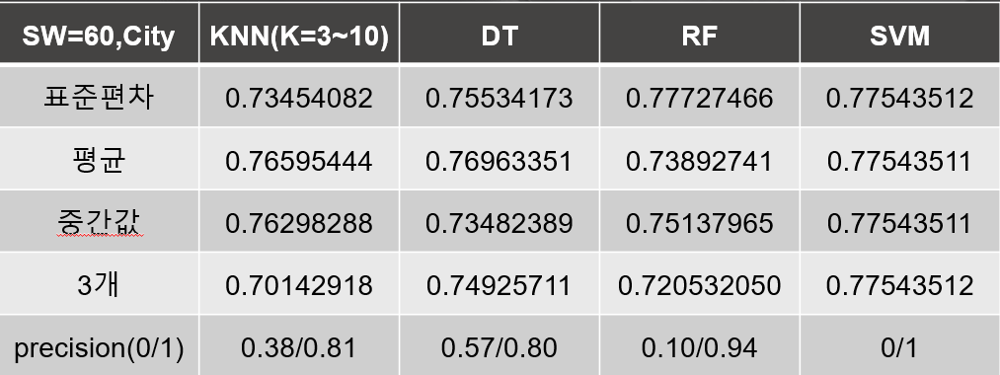 SW=60,City KNN(K=3~10) DT RF SVM
표준편차 0.73454082 0.75534173 0.77727466 0.77543512
평균 0.76595444 0.76963351 0.73892741 0.77543511
중간값 0.76298288 0.73482389 0.75137965 0.77543511
3개 0.70142918 0.74925711 0.720532050 0.77543512
precision(0/1) 0.38/0.81 0.57/0.80 0.10/0.94 0/1